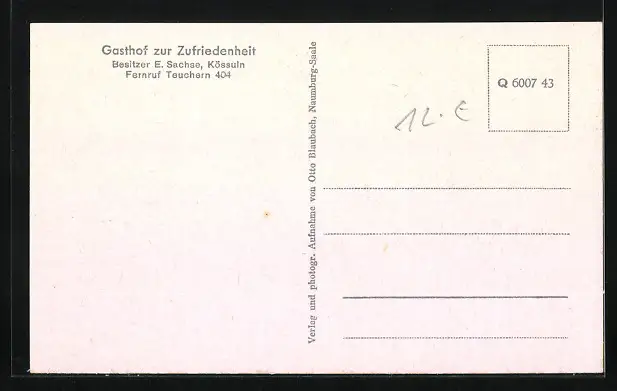 Gasthof zur Zufriedenheit
Besitzer E. Sachse, Kössuln
Fernruf Teuchern 404
Verlag und photogr. Aufnahme von Otto Blaubach, Naumburg-Saale
Q 6007 43
12.€